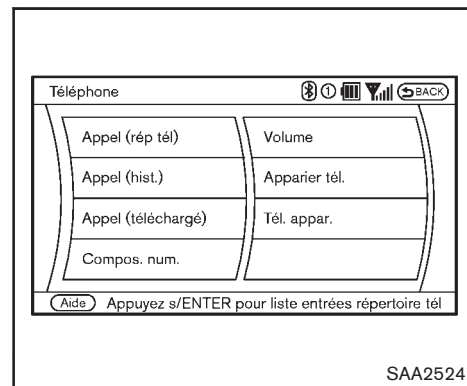 Téléphone
1 BACK
Appel (rép tél)
Volume
Appel (hist.)
Apparier tél.
Appel (téléchargé)
Tél. appar.
Compos. num.
Aide Appuyez s/ENTER pour liste entrées répertoire tél
SAA2524